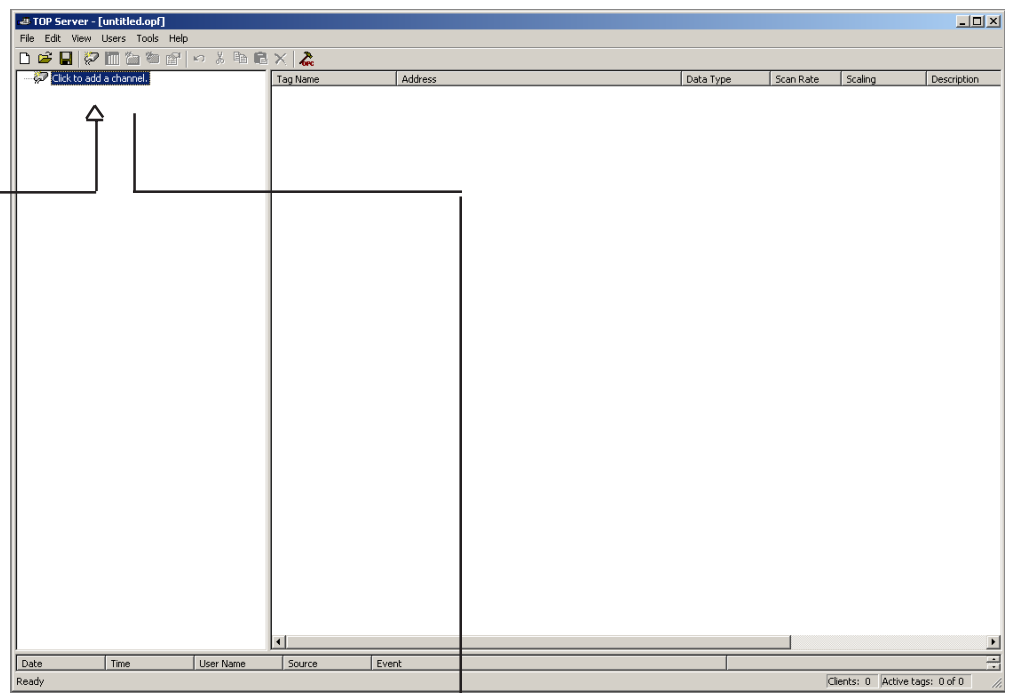 TOP Server - [untitled.opf]
File Edit View Users Tools Help
OPC
Click to add a channel.
Tag Name Address Data Type Scan Rate Scaling Description
Date Time User Name Source Event
Ready Clients: 0 Active tags: 0 of 0